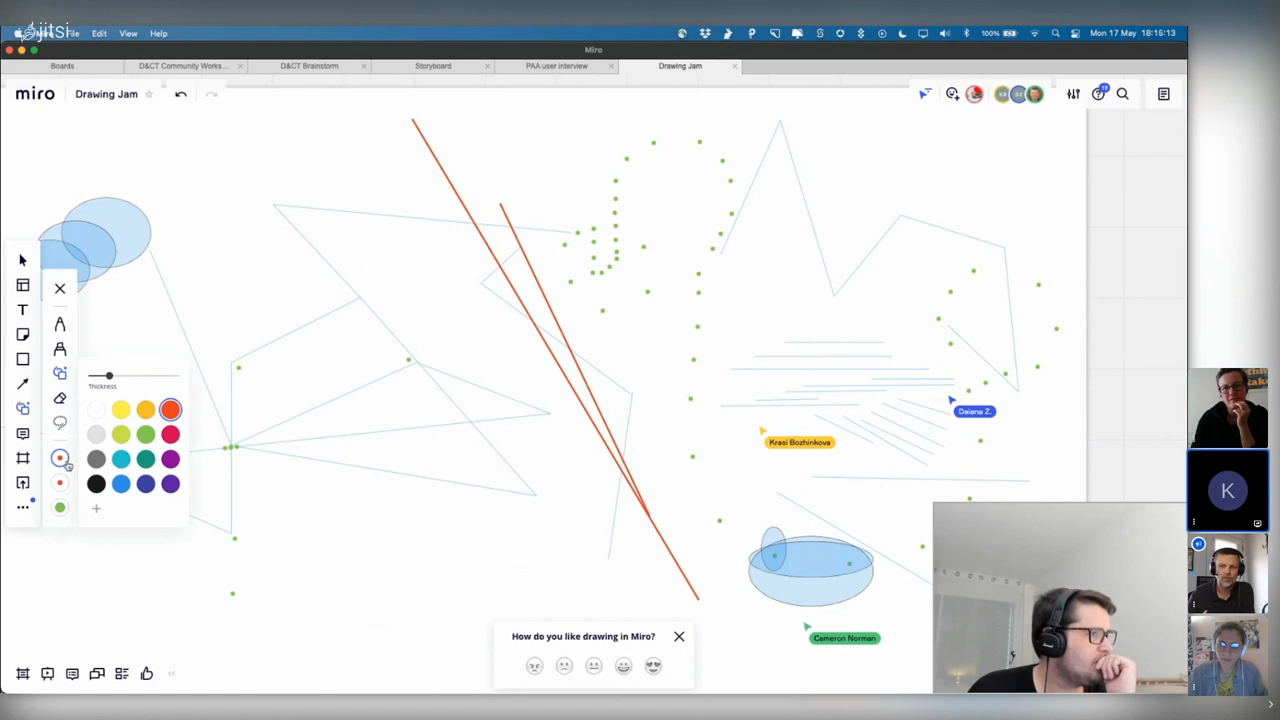 jitsi
Miro File Edit View Help
100% Mon 17 May 18:15:13
Miro
Boards
D&CT Community Works...
D&CT Brainstorm
Storyboard
PAA user interview
Drawing Jam
miro
Drawing Jam
Thickness
Daiana Z.
Krasi Bozhinkova
K
Cameron Norman
How do you like drawing in Miro?